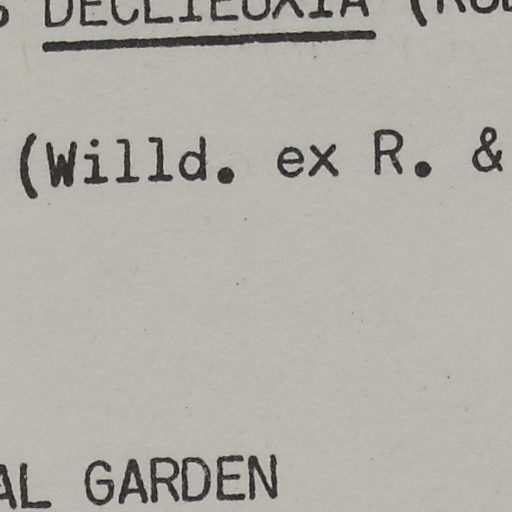 DECLIEUXIA
(Willd. ex R. &
AL GARDEN